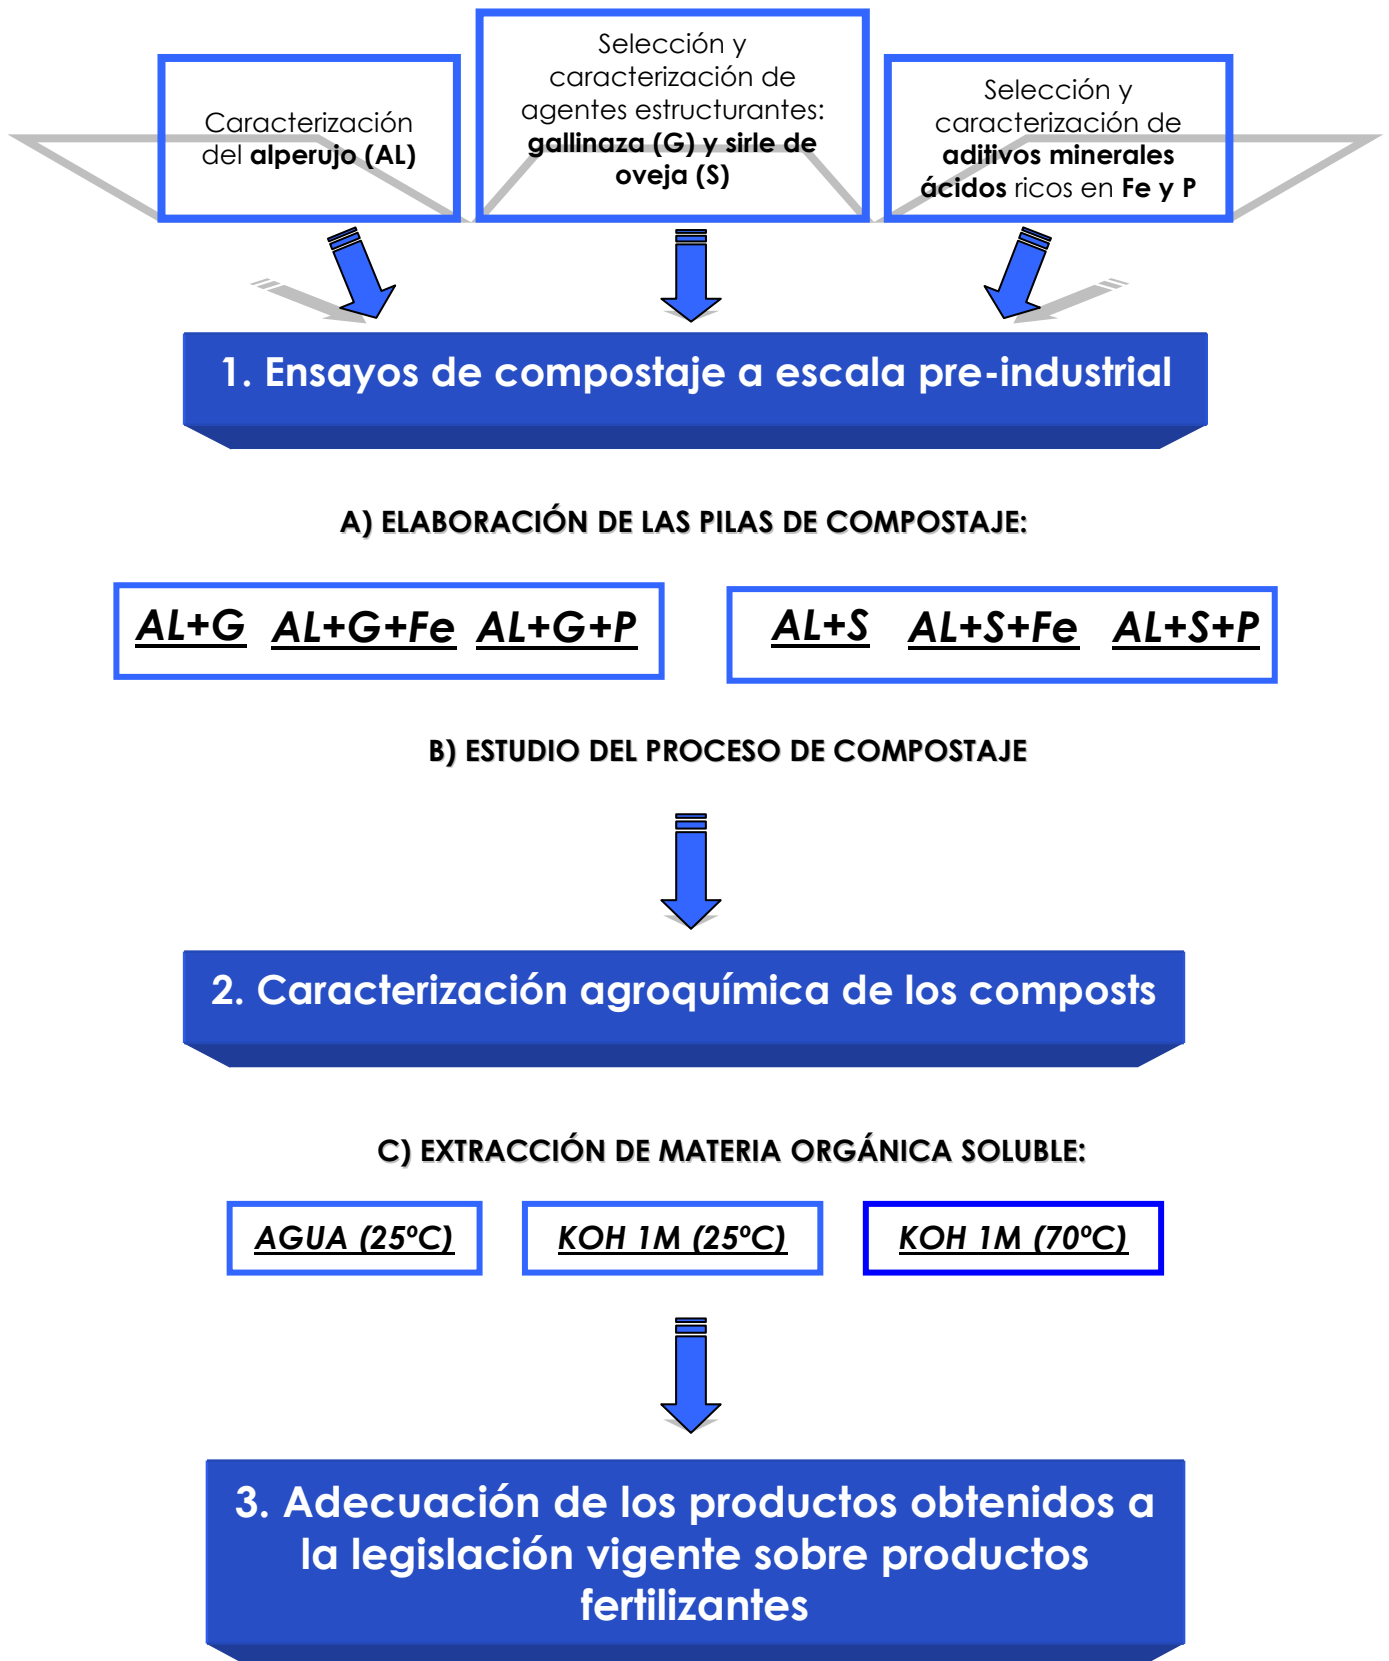 Caracterización
del alperujo (AL)
Selección y
caracterización de
agentes estructurantes:
gallinaza (G) y sirle de
oveja (S)
Selección y
caracterización de
aditivos minerales
ácidos ricos en Fe y P
1. Ensayos de compostaje a escala pre-industrial
A) ELABORACIÓN DE LAS PILAS DE COMPOSTAJE:
AL+G AL+G+Fe AL+G+P
AL+S AL+S+Fe AL+S+P
B) ESTUDIO DEL PROCESO DE COMPOSTAJE
2. Caracterización agroquímica de los composts
C) EXTRACCIÓN DE MATERIA ORGÁNICA SOLUBLE:
AGUA (25ºC)
KOH 1M (25ºC)
KOH 1M (70ºC)
3. Adecuación de los productos obtenidos a
la legislación vigente sobre productos
fertilizantes